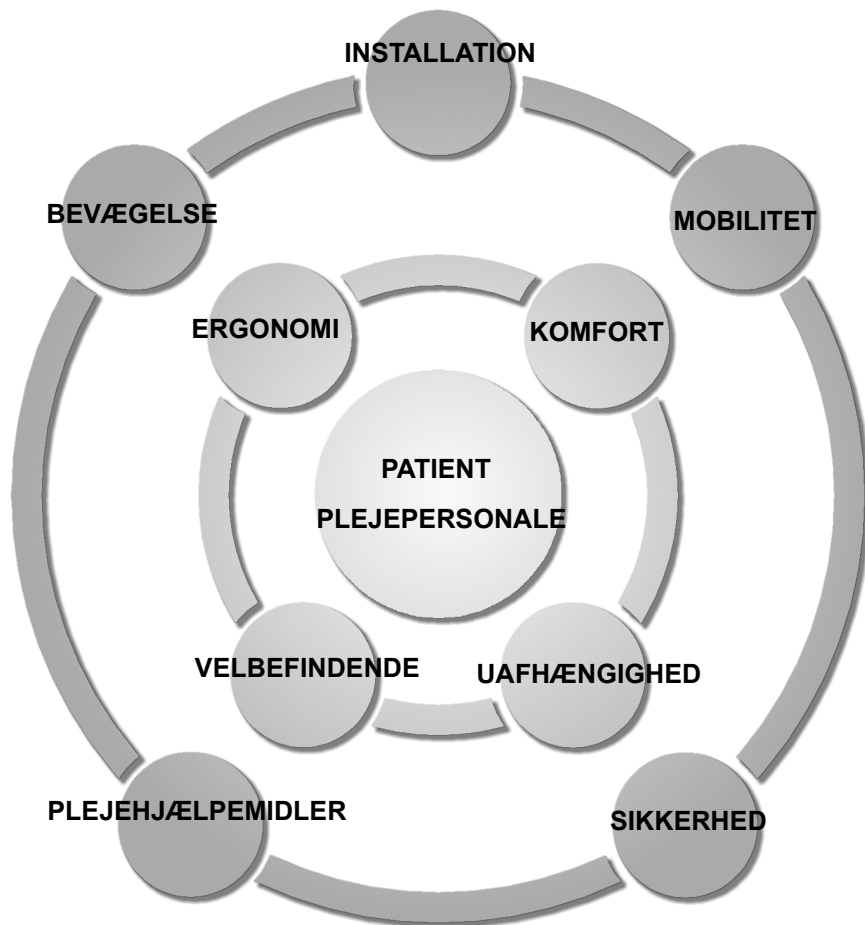 INSTALLATION
BEVÆGELSE
MOBILITET
ERGONOMI
KOMFORT
PATIENT
PLEJEPERSONALE
VELBEFINDENDE
UAFHÆNGIGHED
PLEJEHJÆLPEMIDLER
SIKKERHED